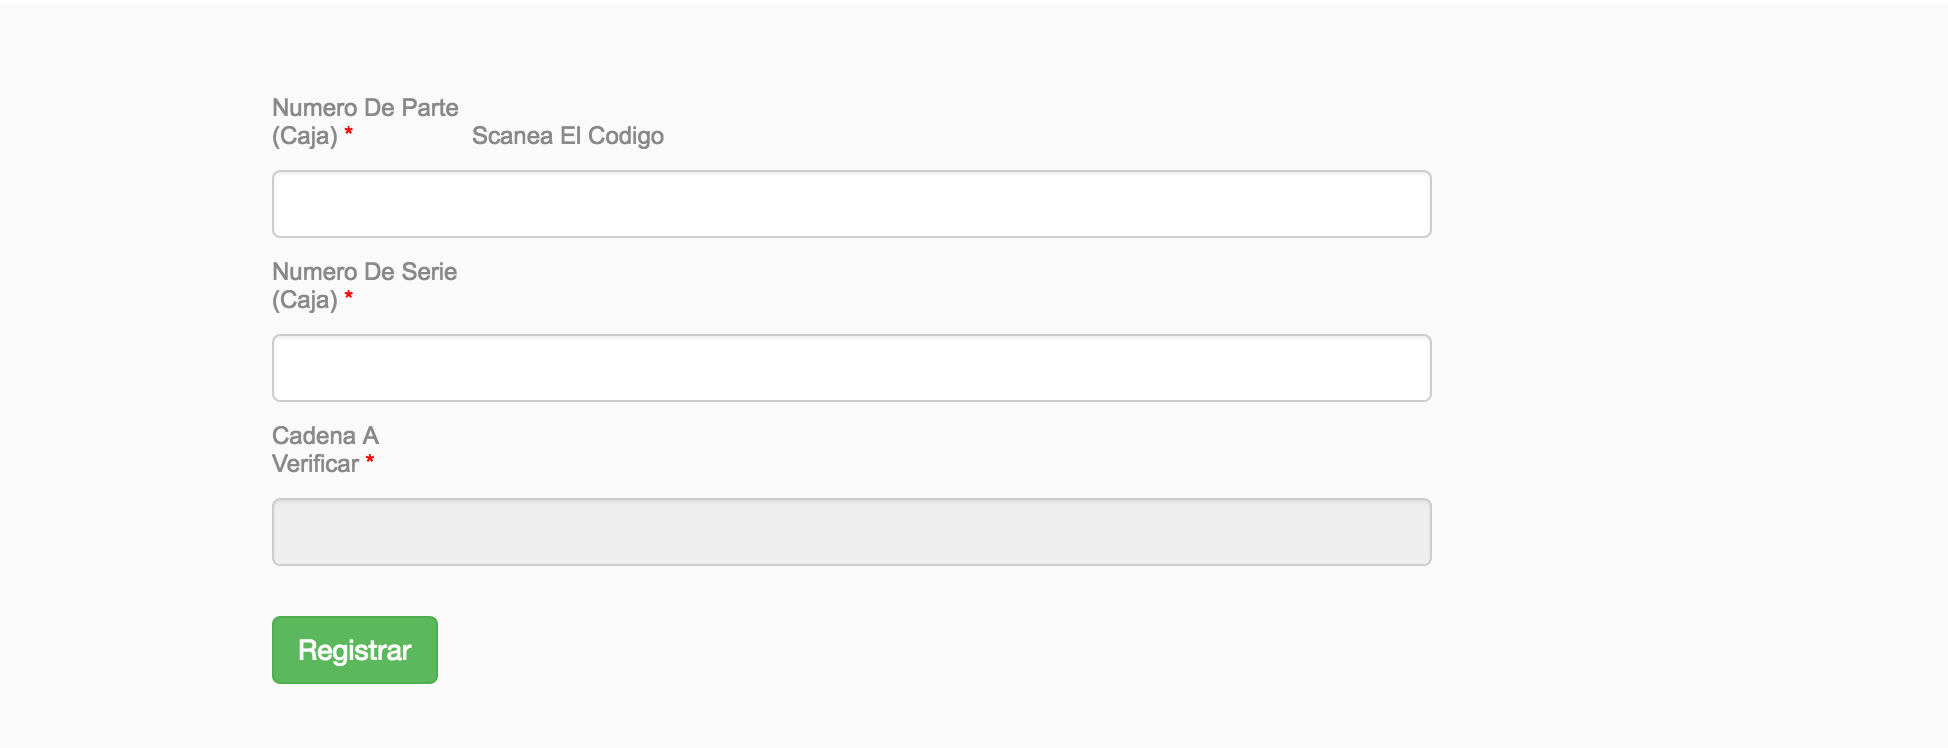 Numero De Parte
(Caja) * Scanea El Codigo
Numero De Serie
(Caja) *
Cadena A
Verificar *
Registrar